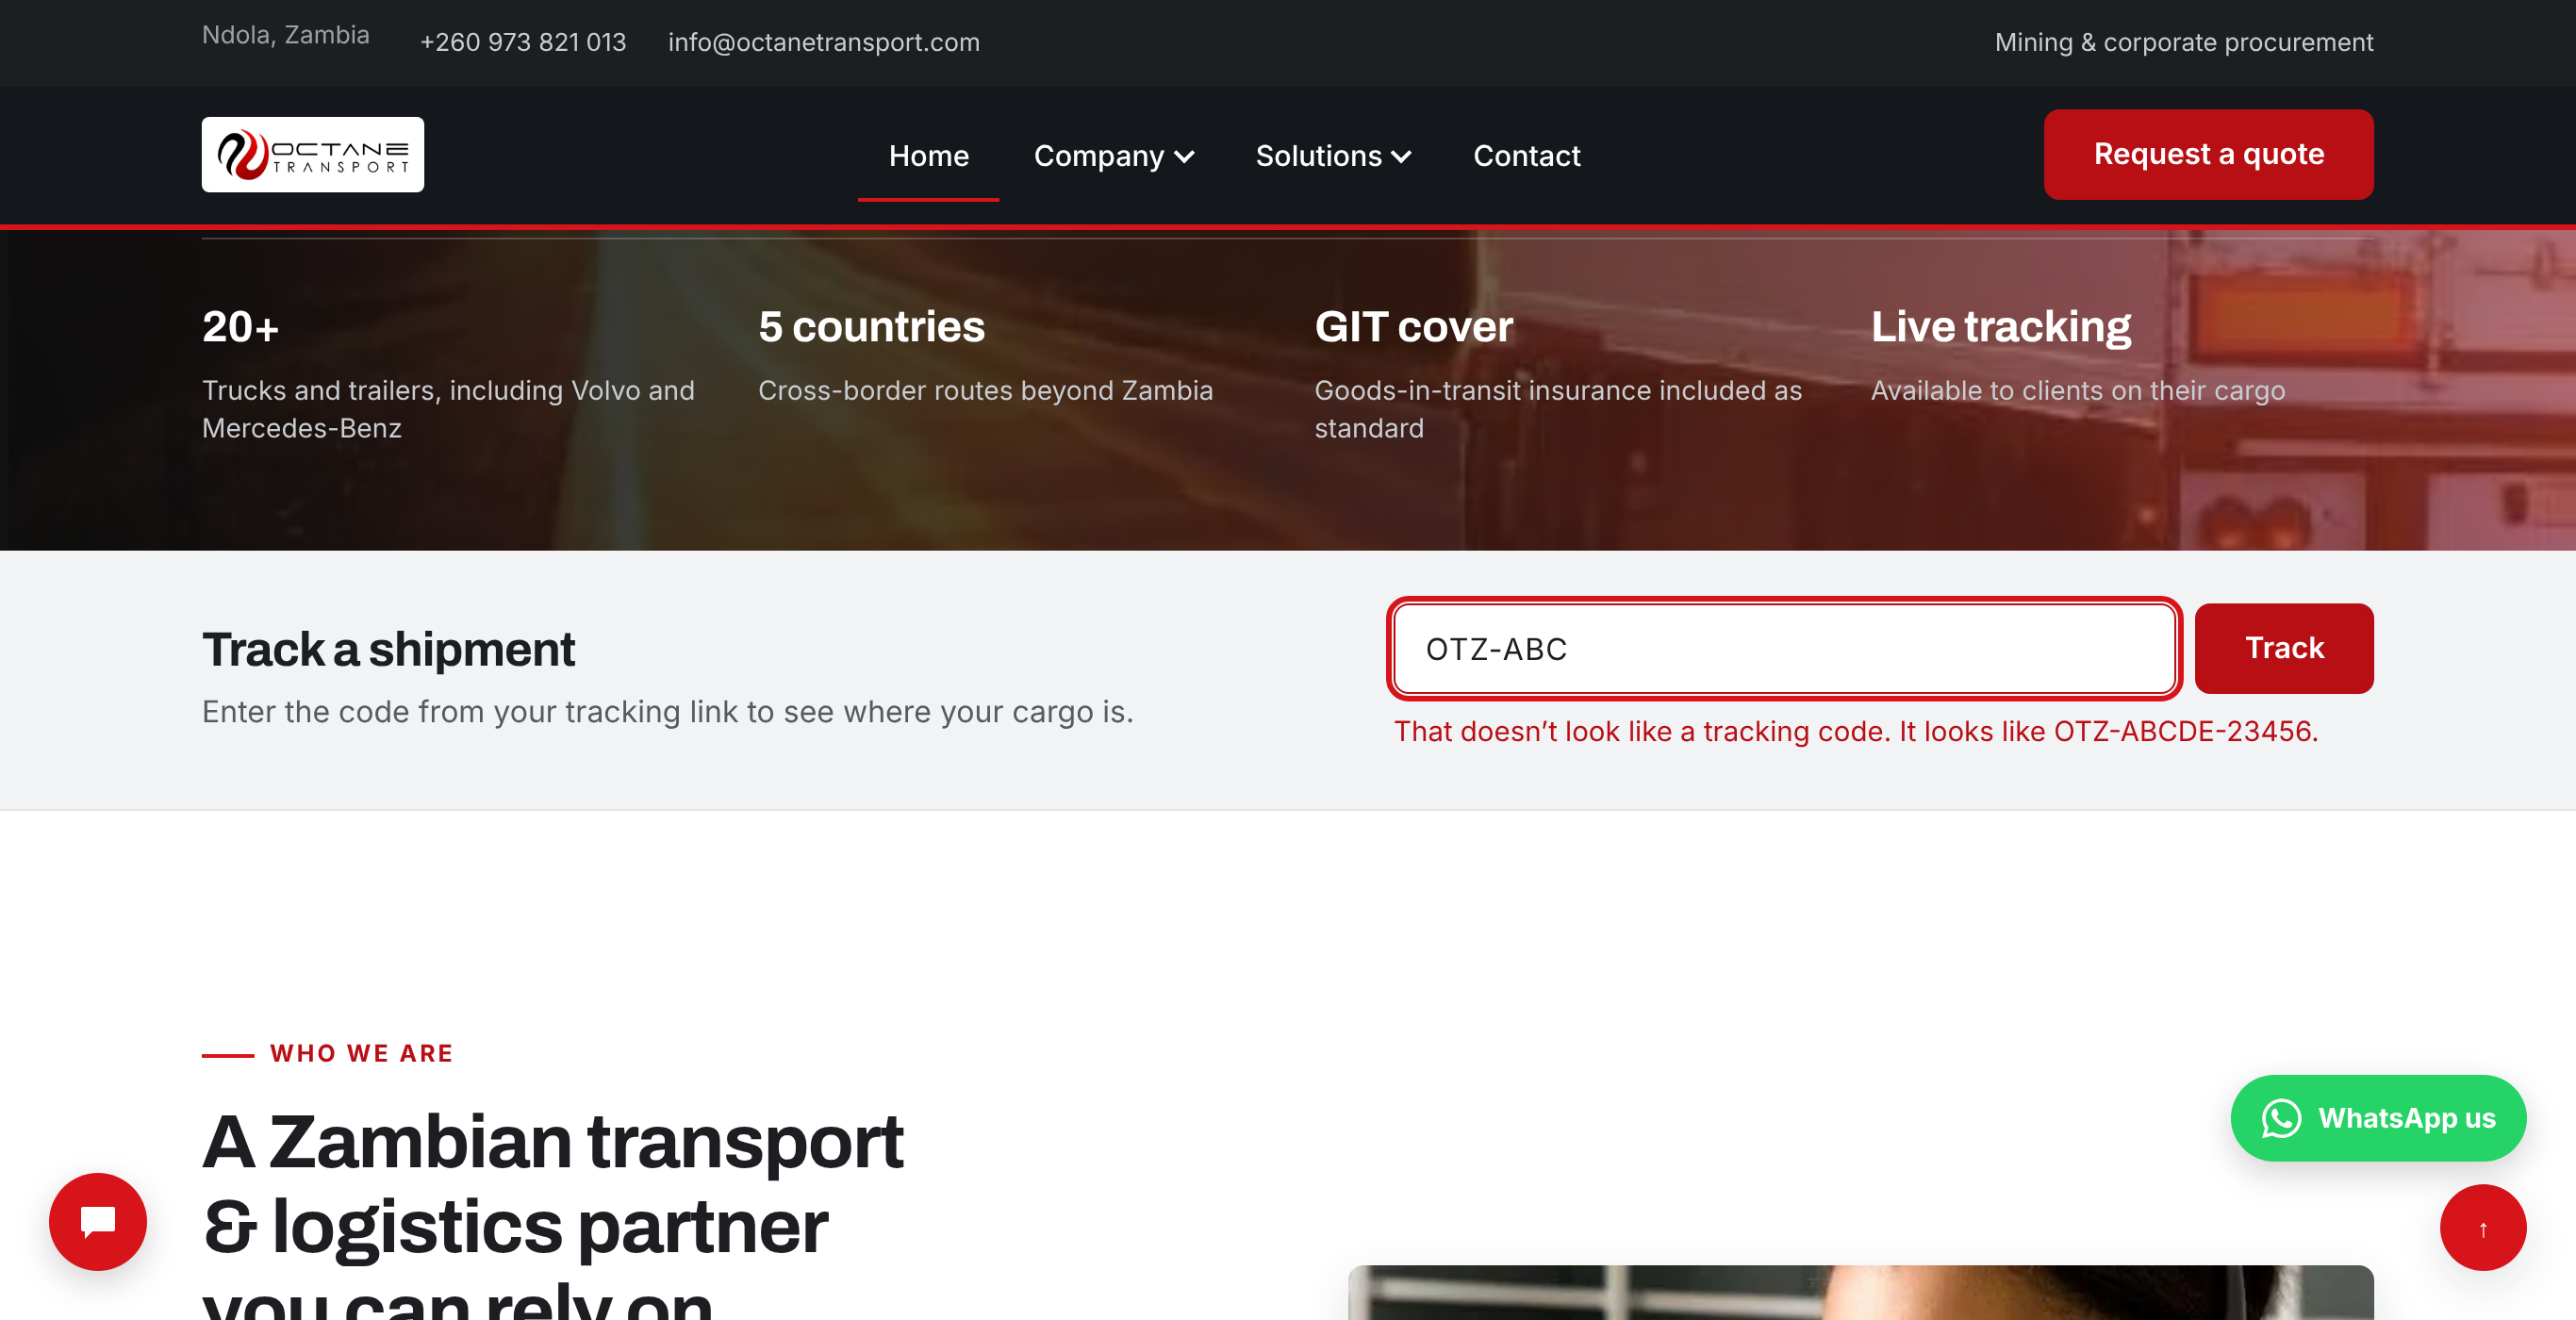 Ndola, Zambia
+260 973 821 013
info@octanetransport.com
Mining & corporate procurement
OCTANE
TRANSPORT
Home
Company
Solutions
Contact
Request a quote
20+
Trucks and trailers, including Volvo and
Mercedes-Benz
5 countries
Cross-border routes beyond Zambia
GIT cover
Goods-in-transit insurance included as
standard
Live tracking
Available to clients on their cargo
Track a shipment
Enter the code from your tracking link to see where your cargo is.
OTZ-ABC
Track
That doesn’t look like a tracking code. It looks like OTZ-ABCDE-23456.
WHO WE ARE
A Zambian transport
& logistics partner
you can rely on
WhatsApp us
↑